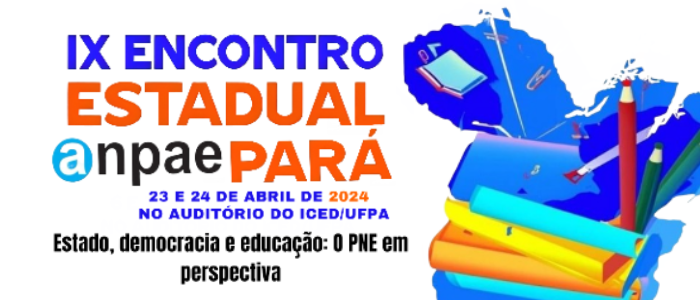 IX ENCONTRO
ESTADUAL
anpae PARÁ
23 E 24 DE ABRIL DE 2024
NO AUDITÓRIO DO ICED/UFPA
Estado, democracia e educação: O PNE em
perspectiva